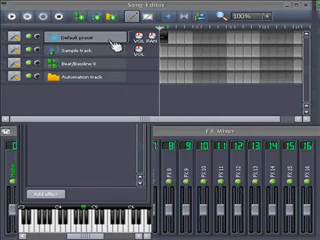 Song-Editor
100%
Default preset
VOL PAN
Sample track
VOL
Beat/Bassline 0
Automation track
FX Mixer
8 9 10 11 12 13 14 15 16
FX 8
FX 9
FX 10
FX 11
FX 12
FX 13
FX 14
FX 15
FX 16
Add effect